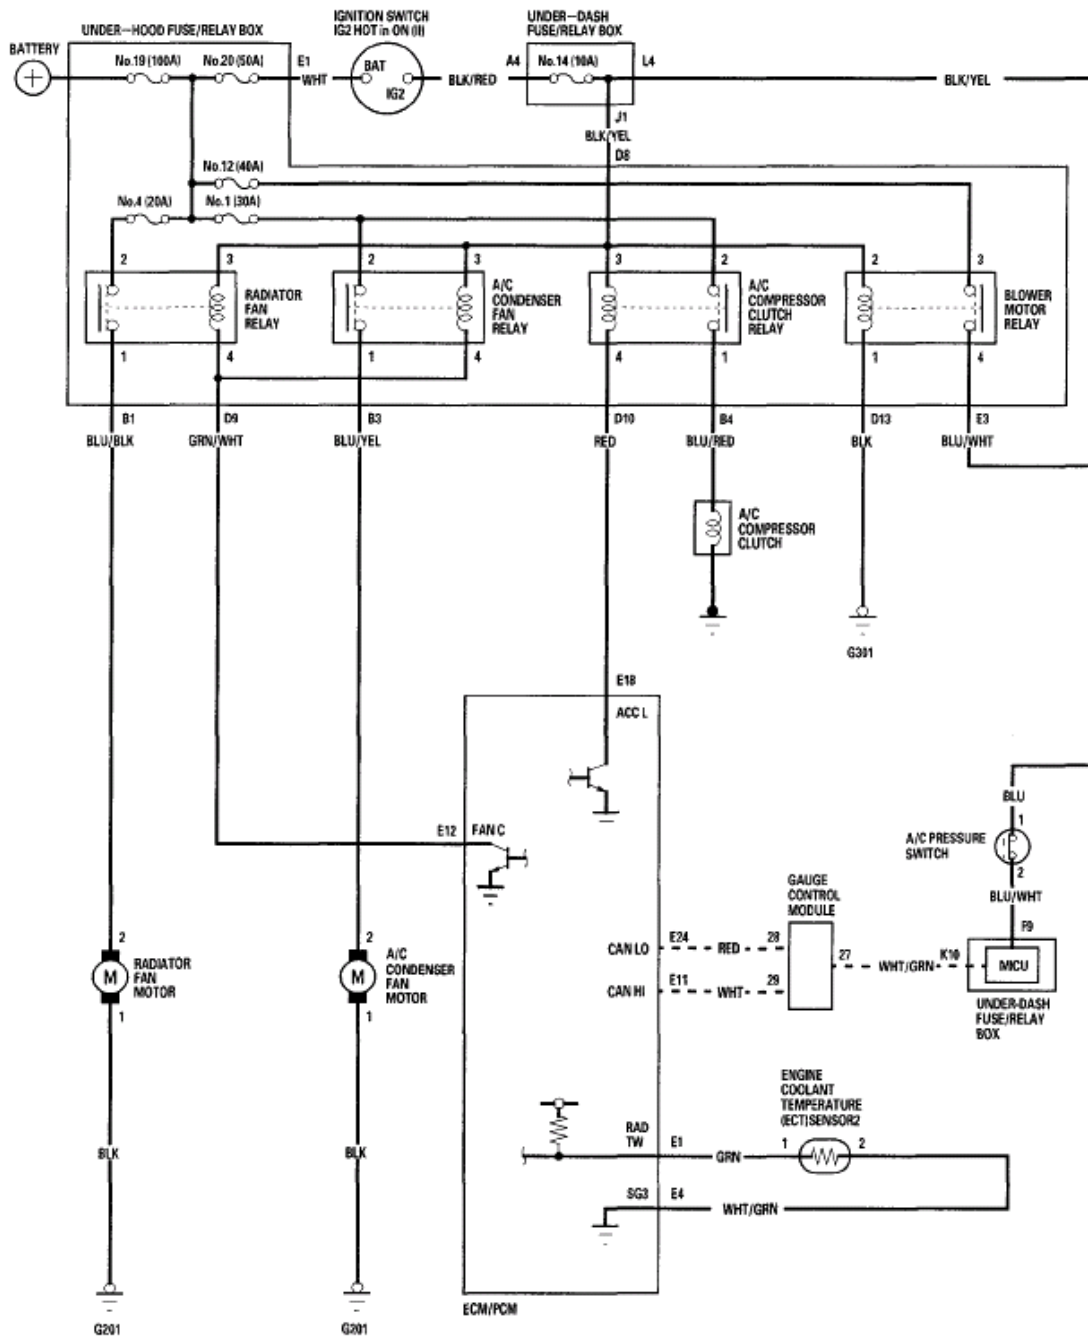 IGNITION SWITCH
IG2 HOT in ON (II)
UNDER-DASH
FUSE/RELAY BOX
UNDER-HOOD FUSE/RELAY BOX
BATTERY
No.19 (100A)
No.20 (50A)
E1
WHT
BAT
IG2
BLK/RED
A4
No.14 (10A)
L4
BLK/YEL
J1
BLK/YEL
D8
No.12 (40A)
No.4 (20A)
No.1 (30A)
2
3
2
3
3
2
2
3
RADIATOR
FAN
RELAY
A/C
CONDENSER
FAN
RELAY
A/C
COMPRESSOR
CLUTCH
RELAY
BLOWER
MOTOR
RELAY
1
4
1
4
4
1
1
4
B1
D9
B3
D10
B4
D13
E3
BLU/BLK
GRN/WHT
BLU/YEL
RED
BLU/RED
BLK
BLU/WHT
A/C
COMPRESSOR
CLUTCH
G301
E18
ACC L
BLU
1
E12
FAN C
A/C PRESSURE
SWITCH
2
BLU/WHT
GAUGE
CONTROL
MODULE
P9
2
RADIATOR
FAN
MOTOR
M
1
2
A/C
CONDENSER
FAN
MOTOR
M
1
CAN LO
E24
RED
28
27
WHT/GRN
K10
MICU
CAN HI
E11
WHT
29
UNDER-DASH
FUSE/RELAY
BOX
ENGINE
COOLANT
TEMPERATURE
(ECT)SENSOR2
RAD
TW
E1
GRN
1
2
BLK
BLK
SG3
E4
WHT/GRN
ECM/PCM
G201
G201